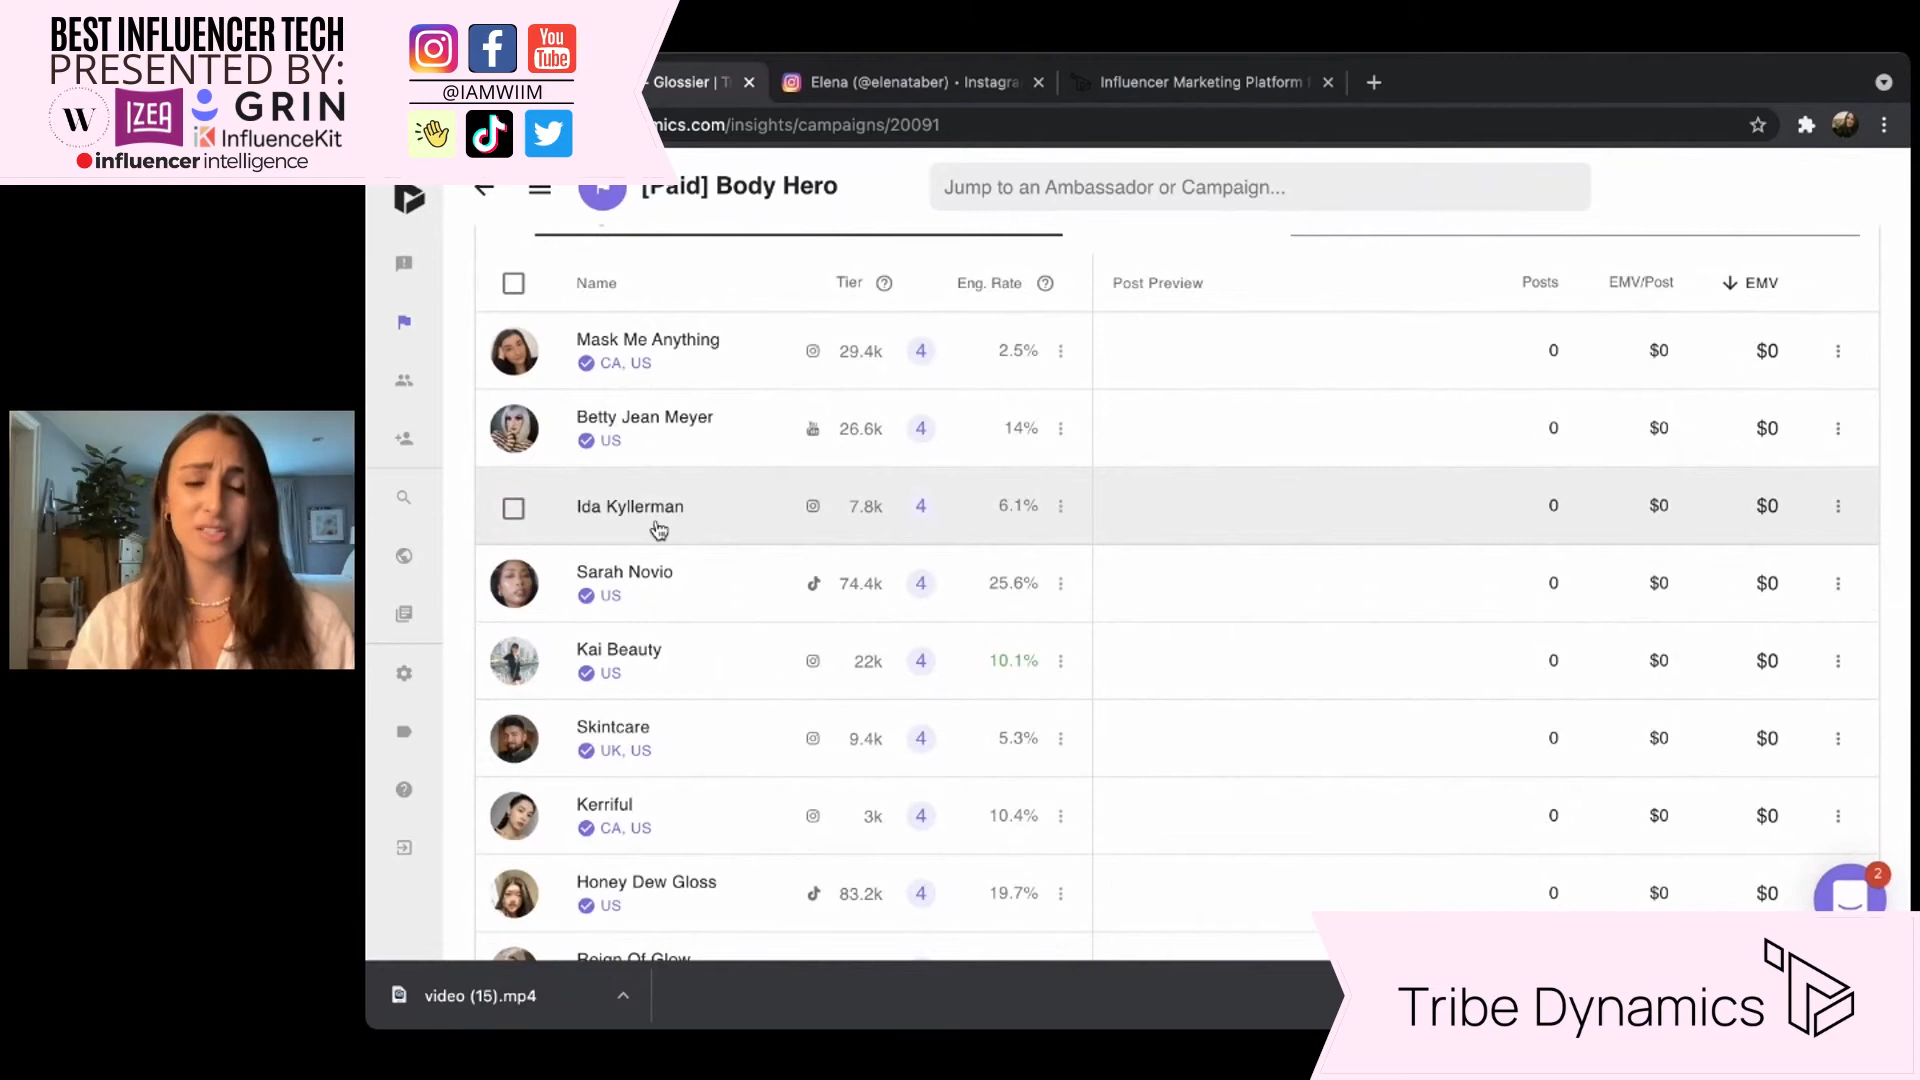 BEST INFLUENCER TECH
PRESENTED BY:
W
IZEA
GRIN
InfluenceKit
influencer intelligence
You
Tube
@IAMWIIM
Glossier |
Elena (@elenataber) • Instagra
Influencer Marketing Platform
mics.com/insights/campaigns/20091
[Paid] Body Hero
Jump to an Ambassador or Campaign...
Name Tier ? Eng. Rate ? Post Preview Posts EMV/Post EMV
Mask Me Anything
CA, US
29.4k 4 2.5% 0 $0 $0
Betty Jean Meyer
US
26.6k 4 14% 0 $0 $0
Ida Kyllerman 7.8k 4 6.1% 0 $0 $0
Sarah Novio
US
74.4k 4 25.6% 0 $0 $0
Kai Beauty
US
22k 4 10.1% 0 $0 $0
Skintcare
UK, US
9.4k 4 5.3% 0 $0 $0
Kerriful
CA, US
3k 4 10.4% 0 $0 $0
Honey Dew Gloss
US
83.2k 4 19.7% 0 $0 $0
Reign Of Glow
2
video (15).mp4
Tribe Dynamics